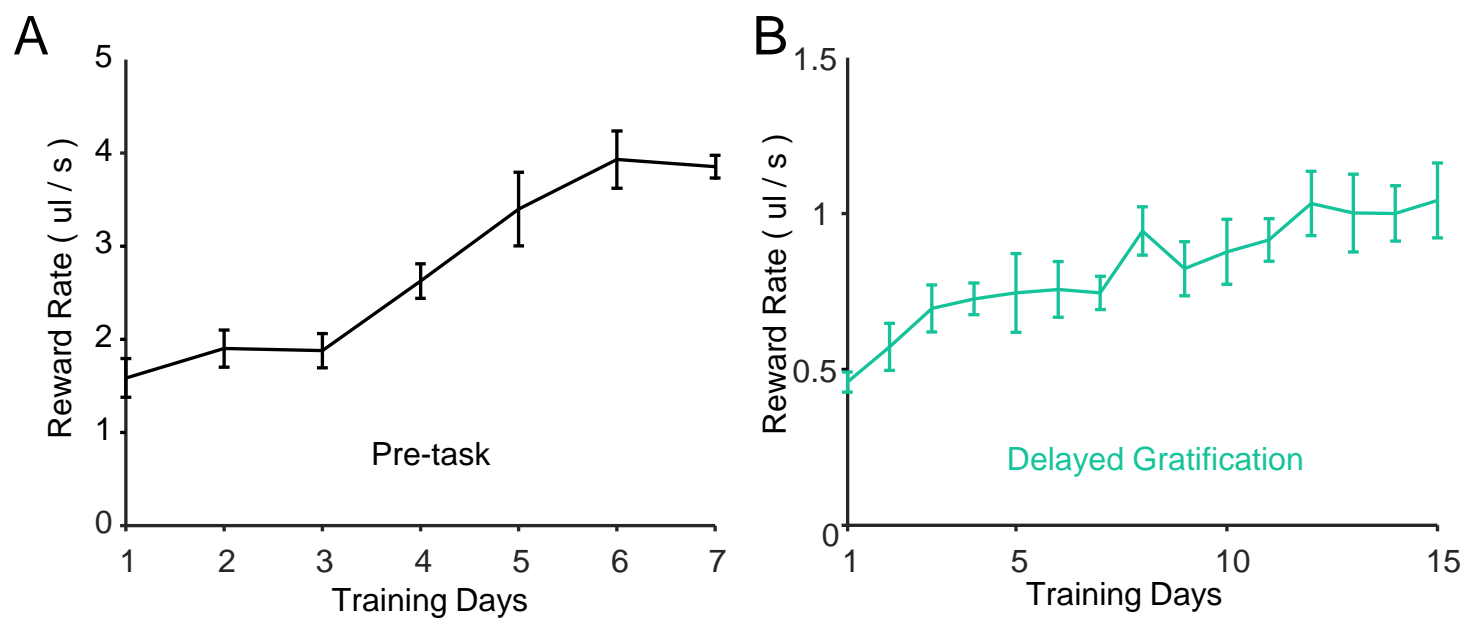 A
5
4
3
2
1
0
Reward Rate ( ul / s )
Pre-task
1 2 3 4 5 6 7
Training Days
B
1.5
1
0.5
0
Reward Rate ( ul / s )
Delayed Gratification
1 5 10 15
Training Days